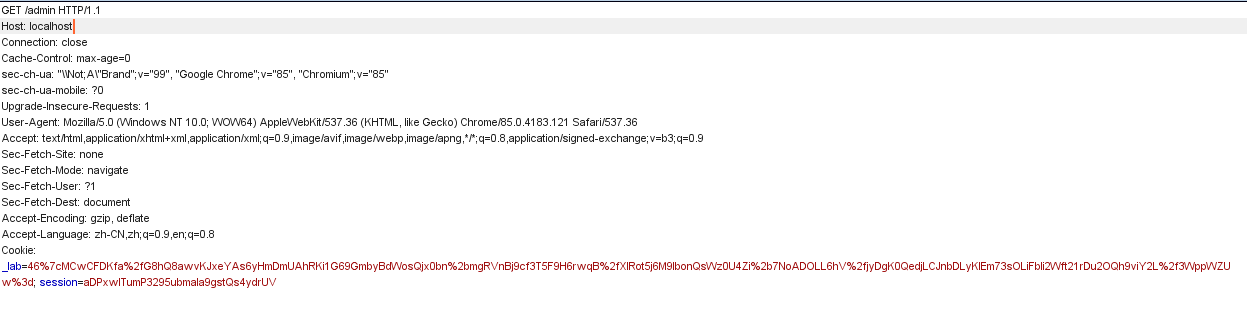 GET /admin HTTP/1.1
Host: localhost
Connection: close
Cache-Control: max-age=0
sec-ch-ua: "\\Not;A\"Brand";v="99", "Google Chrome";v="85", "Chromium";v="85"
sec-ch-ua-mobile: ?0
Upgrade-Insecure-Requests: 1
User-Agent: Mozilla/5.0 (Windows NT 10.0; WOW64) AppleWebKit/537.36 (KHTML, like Gecko) Chrome/85.0.4183.121 Safari/537.36
Accept: text/html,application/xhtml+xml,application/xml;q=0.9,image/avif,image/webp,image/apng,*/*;q=0.8,application/signed-exchange;v=b3;q=0.9
Sec-Fetch-Site: none
Sec-Fetch-Mode: navigate
Sec-Fetch-User: ?1
Sec-Fetch-Dest: document
Accept-Encoding: gzip, deflate
Accept-Language: zh-CN,zh;q=0.9,en;q=0.8
Cookie:
_lab=46%7cMCwCFDKfa%2fG8hQ8awvKJxeYAs6yHmDmUAhRKi1G69GmbyBdWosQjx0bn%2bmgRVnBj9cf3T5F9H6rwqB%2fXlRot5j6M9lbonQsWz0U4Zi%2b7NoADOLL6hV%2fjyDgK0QedjLCJnbDLyKlEm73sOLiFbli2Wft21rDu2OQh9viY2L%2f3WppWZU
w%3d; session=aDPxwlTumP3295ubmala9gstQs4ydrUV